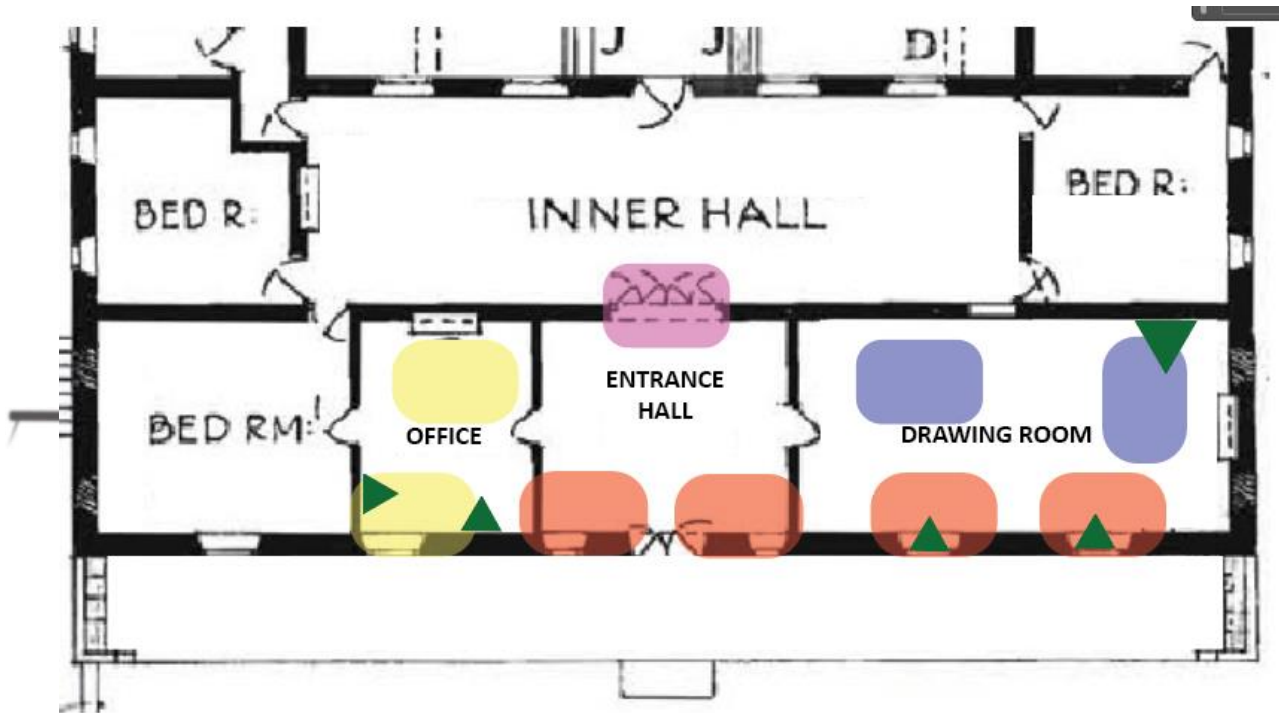 J J D
BED R:
INNER HALL
BED R:
BED RM:
OFFICE
ENTRANCE
HALL
DRAWING ROOM